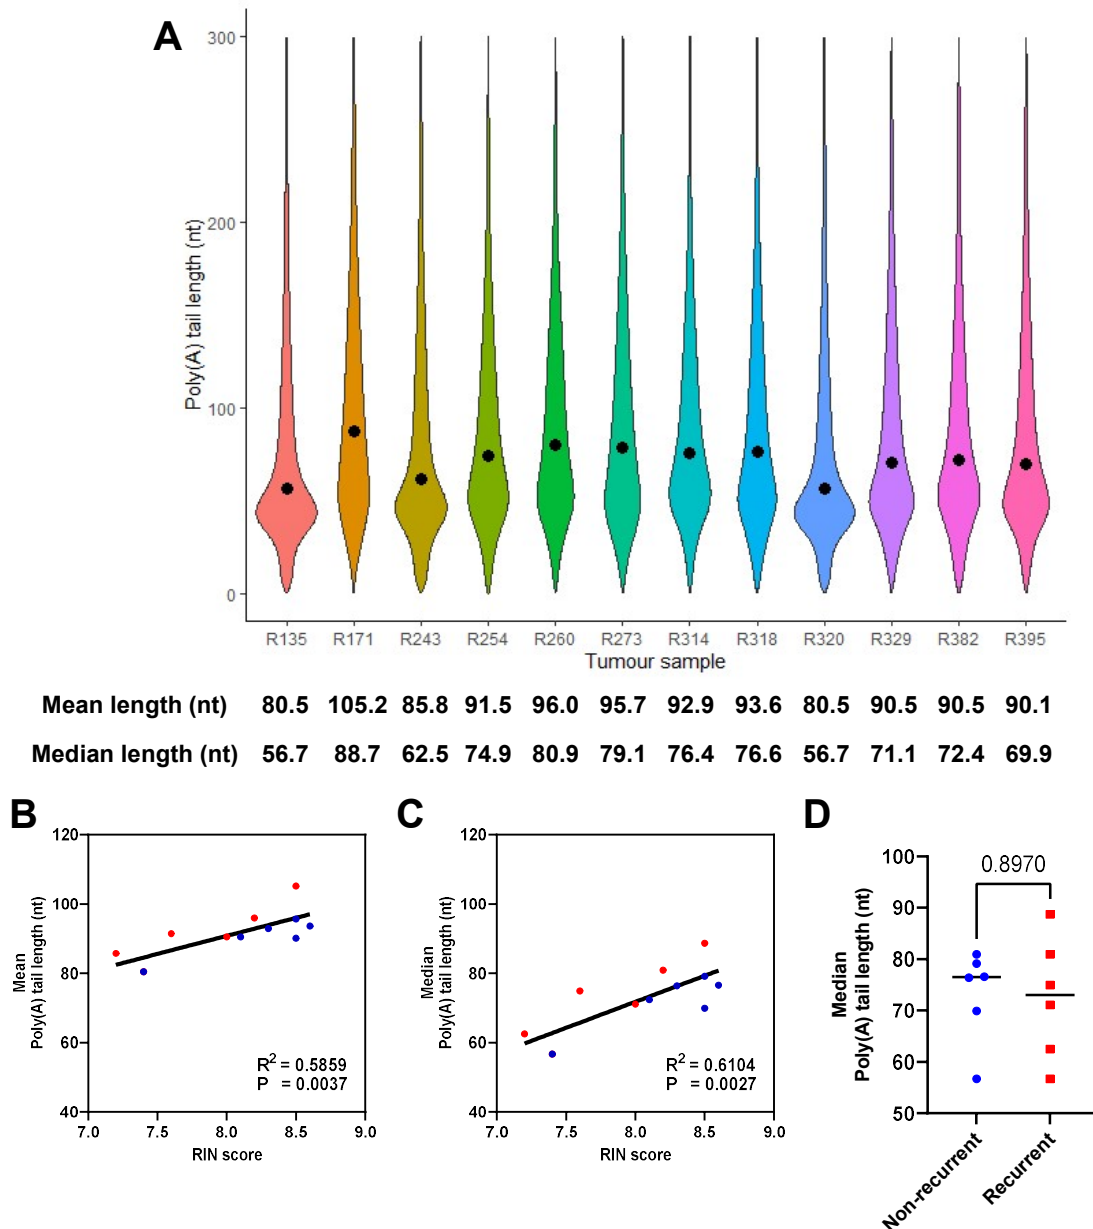 A
300
200
100
0
Poly(A) tail length (nt)
R135 R171 R243 R254 R260 R273 R314 R318 R320 R329 R382 R395
Tumour sample
Mean length (nt) 80.5 105.2 85.8 91.5 96.0 95.7 92.9 93.6 80.5 90.5 90.5 90.1
Median length (nt) 56.7 88.7 62.5 74.9 80.9 79.1 76.4 76.6 56.7 71.1 72.4 69.9
B
120
100
80
60
40
Mean
Poly(A) tail length (nt)
R² = 0.5859
P = 0.0037
7.0 7.5 8.0 8.5 9.0
RIN score
C
120
100
80
60
40
Median
Poly(A) tail length (nt)
R² = 0.6104
P = 0.0027
7.0 7.5 8.0 8.5 9.0
RIN score
D
0.8970
100
90
80
70
60
50
Median
Poly(A) tail length (nt)
Non-recurrent
Recurrent